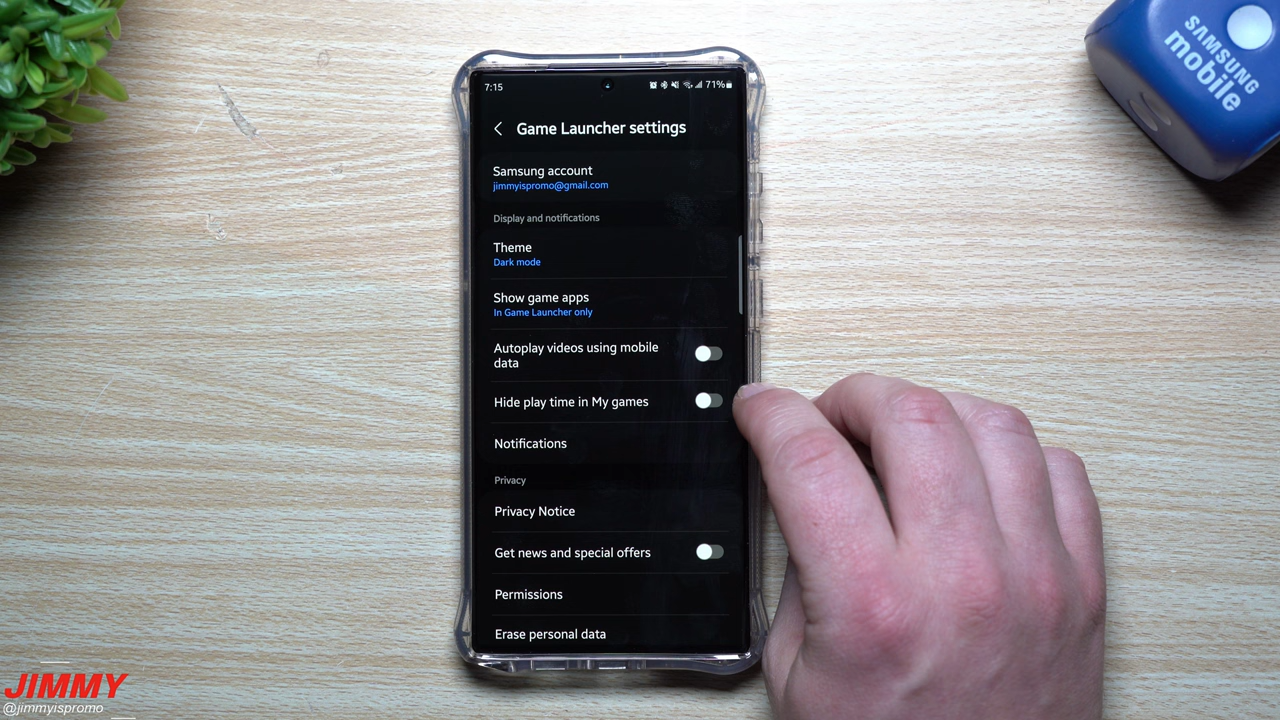 7:15
71%
Game Launcher settings
Samsung account
jimmyispromo@gmail.com
Display and notifications
Theme
Dark mode
Show game apps
In Game Launcher only
Autoplay videos using mobile
data
Hide play time in My games
Notifications
Privacy
Privacy Notice
Get news and special offers
Permissions
Erase personal data
SAMSUNG
mobile
JIMMY
@jimmyispromo